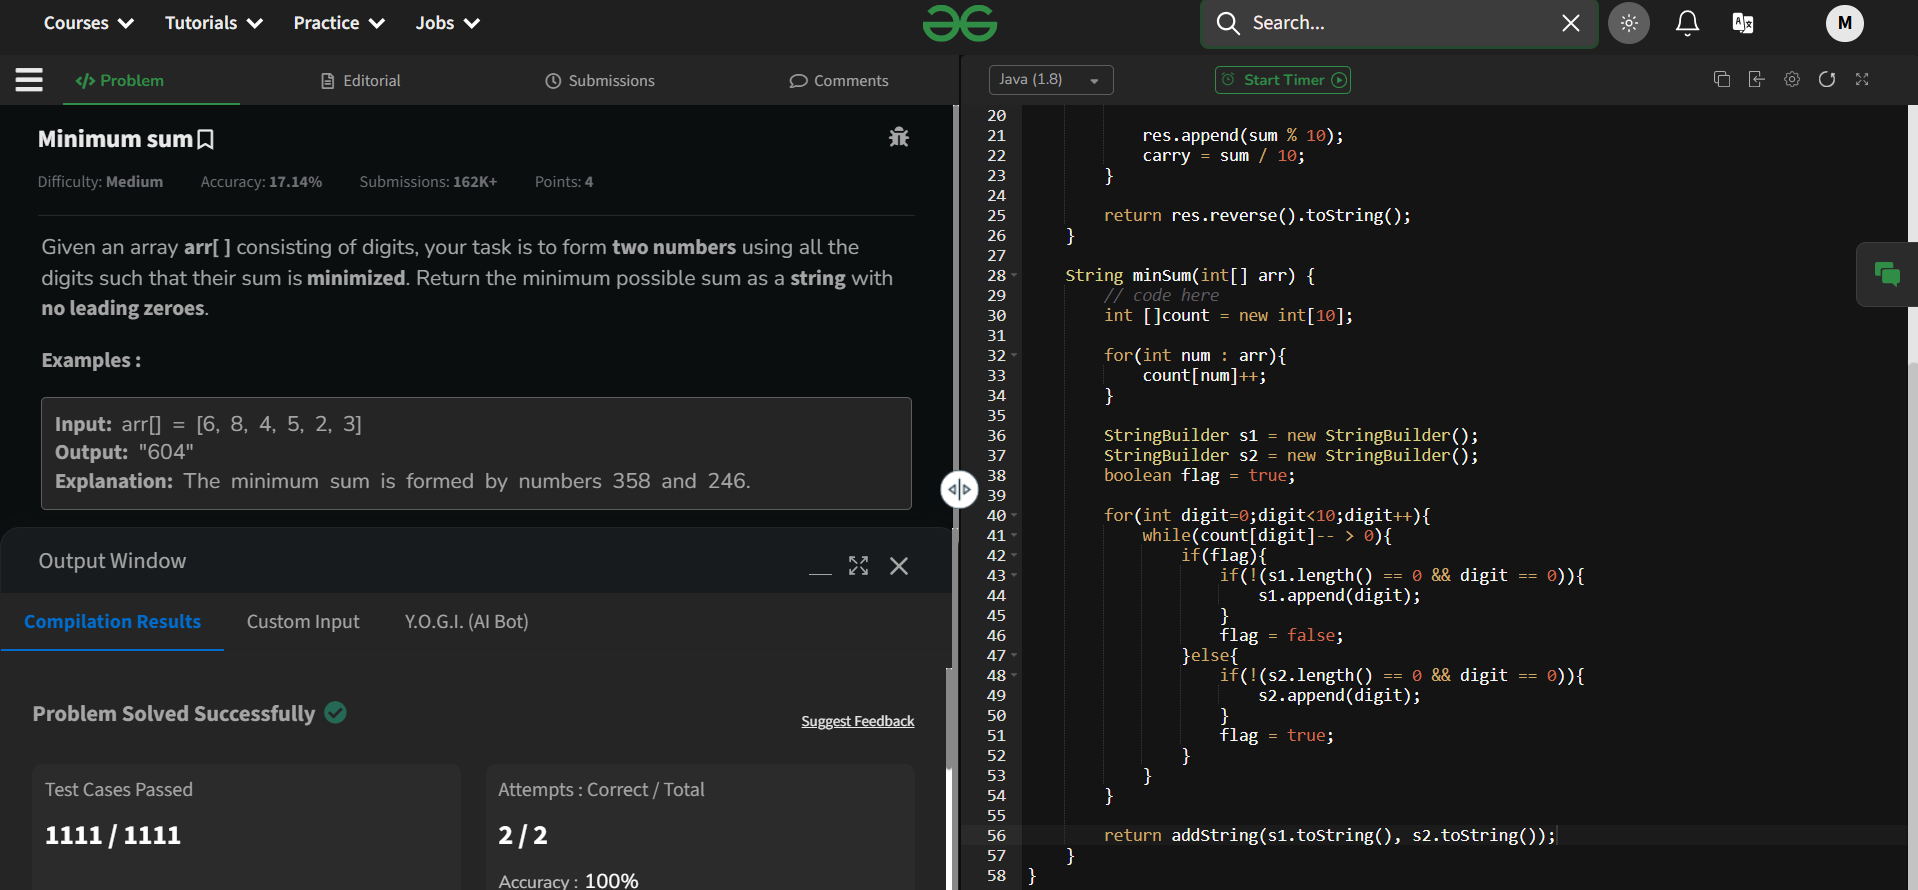 Courses Tutorials Practice Jobs
Search...
M
</> Problem Editorial Submissions Comments
Java (1.8) Start Timer
Minimum sum
Difficulty: Medium Accuracy: 17.14% Submissions: 162K+ Points: 4
Given an array arr[ ] consisting of digits, your task is to form two numbers using all the
digits such that their sum is minimized. Return the minimum possible sum as a string with
no leading zeroes.
Examples :
Input: arr[] = [6, 8, 4, 5, 2, 3]
Output: "604"
Explanation: The minimum sum is formed by numbers 358 and 246.
Output Window
Compilation Results Custom Input Y.O.G.I. (AI Bot)
Problem Solved Successfully
Suggest Feedback
Test Cases Passed
1111 / 1111
Attempts : Correct / Total
2 / 2
Accuracy : 100%
20
21 res.append(sum % 10);
22 carry = sum / 10;
23 }
24
25 return res.reverse().toString();
26 }
27
28 String minSum(int[] arr) {
29 // code here
30 int []count = new int[10];
31
32 for(int num : arr){
33 count[num]++;
34 }
35
36 StringBuilder s1 = new StringBuilder();
37 StringBuilder s2 = new StringBuilder();
38 boolean flag = true;
39
40 for(int digit=0;digit<10;digit++){
41 while(count[digit]-- > 0){
42 if(flag){
43 if(!(s1.length() == 0 && digit == 0)){
44 s1.append(digit);
45 }
46 flag = false;
47 }else{
48 if(!(s2.length() == 0 && digit == 0)){
49 s2.append(digit);
50 }
51 flag = true;
52 }
53 }
54 }
55
56 return addString(s1.toString(), s2.toString());
57 }
58 }